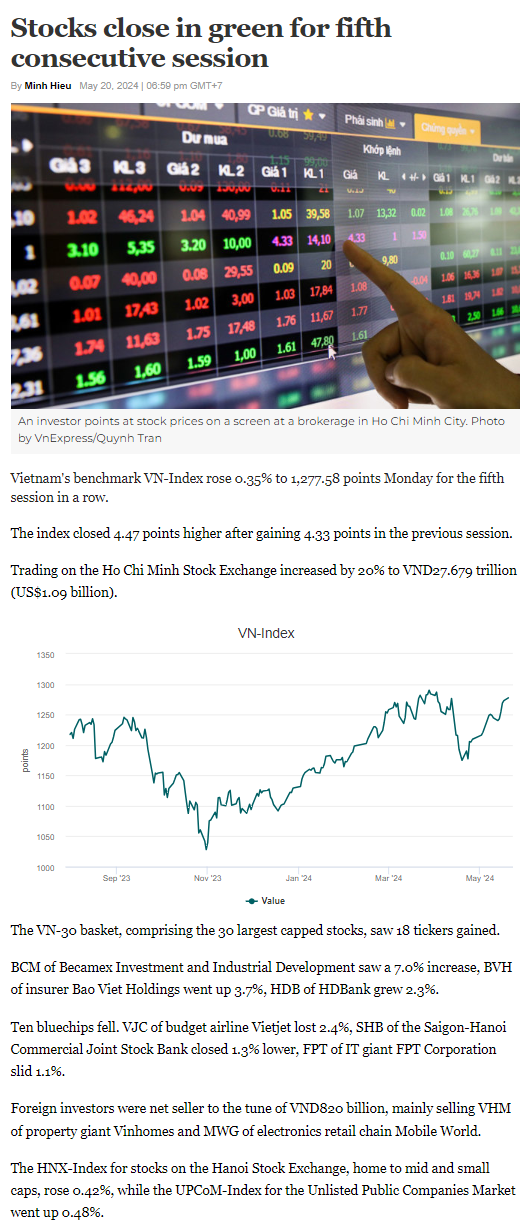 Stocks close in green for fifth
consecutive session
By Minh Hieu May 20, 2024 | 06:59 pm GMT+7
CP Giá trị
Phái sinh
Chứng quyền
Dư mua
Khớp lệnh
Dư bán
Giá 3 KL 3 Giá 2 KL 2 Giá 1 KL 1 Giá KL +/- Giá 1 KL 1 Giá 2
1.02 46,24 1.04 40,99 1.05 39,58 1.07 13,32 0.02
3.10 5,35 3.20 10,00 4.33 14,10 4.33 1 1.50
0.07 40,00 0.08 29,55 0.09 20 9,80
1.01 17,43 1.02 3,00 1.03 17,84 1.08
1.74 11,63 1.75 17,48 1.76 11,67 1.77
1.56 1,60 1.59 1,00 1.61 47,80 1.61
An investor points at stock prices on a screen at a brokerage in Ho Chi Minh City. Photo
by VnExpress/Quynh Tran
Vietnam's benchmark VN-Index rose 0.35% to 1,277.58 points Monday for the fifth
session in a row.
The index closed 4.47 points higher after gaining 4.33 points in the previous session.
Trading on the Ho Chi Minh Stock Exchange increased by 20% to VND27.679 trillion
(US$1.09 billion).
VN-Index
1350
1300
1250
1200
1150
1100
1050
1000
points
Sep '23 Nov '23 Jan '24 Mar '24 May '24
Value
The VN-30 basket, comprising the 30 largest capped stocks, saw 18 tickers gained.
BCM of Becamex Investment and Industrial Development saw a 7.0% increase, BVH
of insurer Bao Viet Holdings went up 3.7%, HDB of HDBank grew 2.3%.
Ten bluechips fell. VJC of budget airline Vietjet lost 2.4%, SHB of the Saigon-Hanoi
Commercial Joint Stock Bank closed 1.3% lower, FPT of IT giant FPT Corporation
slid 1.1%.
Foreign investors were net seller to the tune of VND820 billion, mainly selling VHM
of property giant Vinhomes and MWG of electronics retail chain Mobile World.
The HNX-Index for stocks on the Hanoi Stock Exchange, home to mid and small
caps, rose 0.42%, while the UPCoM-Index for the Unlisted Public Companies Market
went up 0.48%.